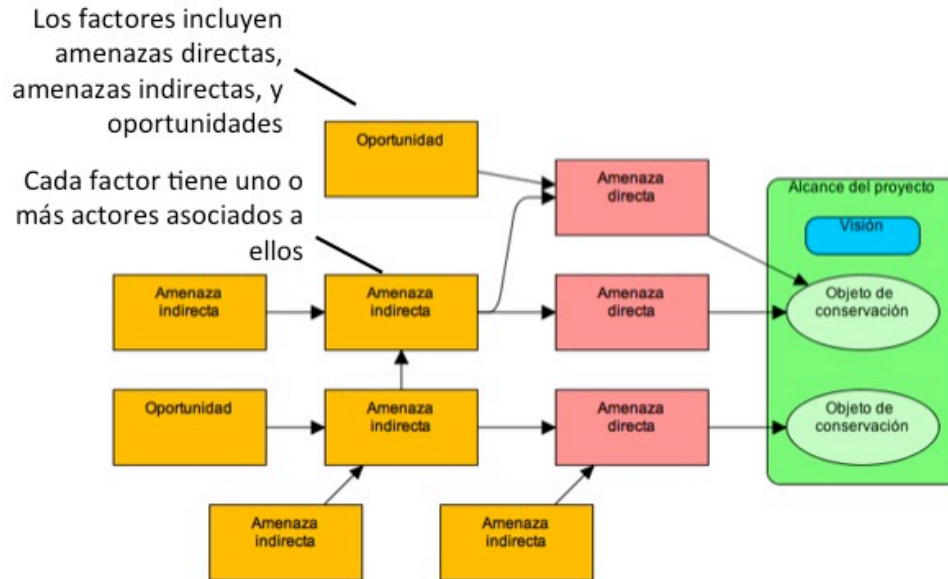 Los factores incluyen
amenazas directas,
amenazas indirectas, y
oportunidades
Oportunidad
Cada factor tiene uno o
más actores asociados a
ellos
Amenaza
directa
Alcance del proyecto
Visión
Amenaza
indirecta
Amenaza
indirecta
Amenaza
directa
Objeto de
conservación
Oportunidad
Amenaza
indirecta
Amenaza
directa
Objeto de
conservación
Amenaza
indirecta
Amenaza
indirecta